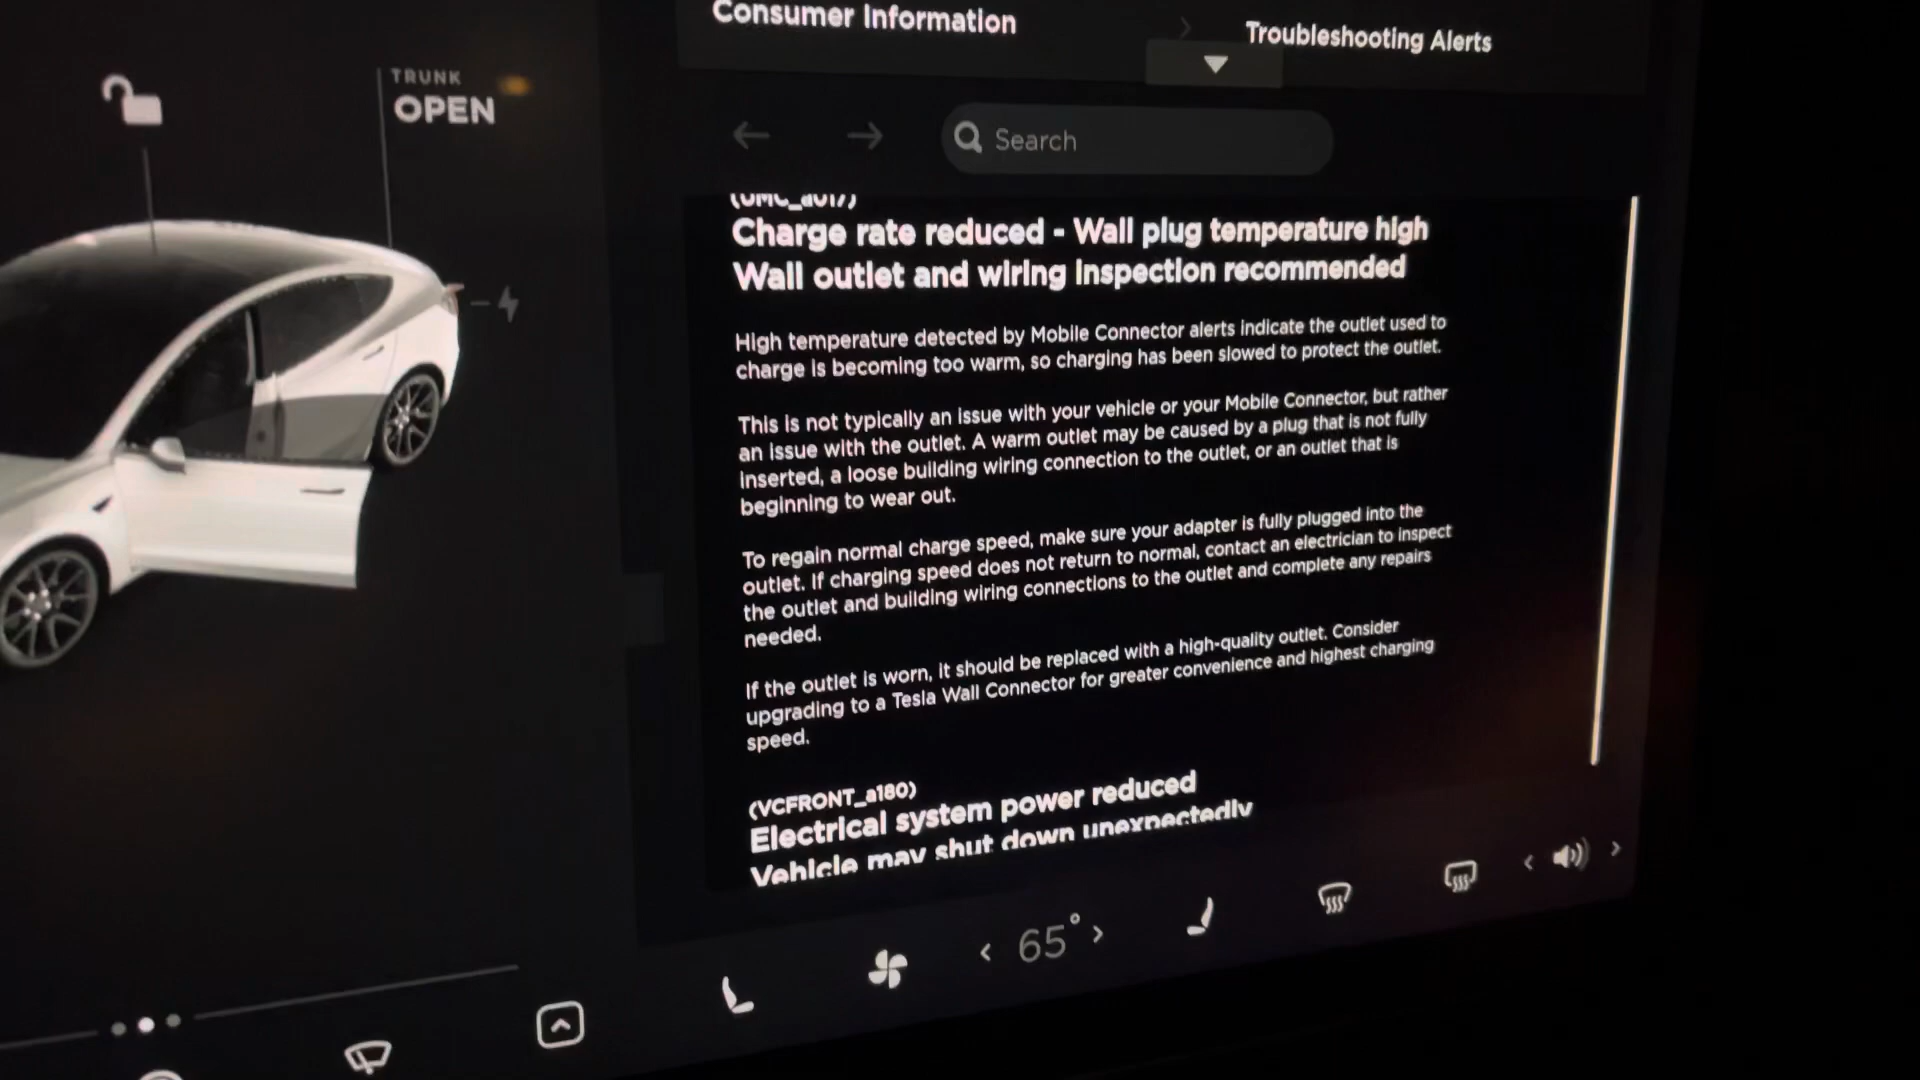 Consumer Information
Troubleshooting Alerts
TRUNK
OPEN
Search
(UMC_a017)
Charge rate reduced - Wall plug temperature high
Wall outlet and wiring inspection recommended
High temperature detected by Mobile Connector alerts indicate the outlet used to
charge is becoming too warm, so charging has been slowed to protect the outlet.
This is not typically an issue with your vehicle or your Mobile Connector, but rather
an issue with the outlet. A warm outlet may be caused by a plug that is not fully
inserted, a loose building wiring connection to the outlet, or an outlet that is
beginning to wear out.
To regain normal charge speed, make sure your adapter is fully plugged into the
outlet. If charging speed does not return to normal, contact an electrician to inspect
the outlet and building wiring connections to the outlet and complete any repairs
needed.
If the outlet is worn, it should be replaced with a high-quality outlet. Consider
upgrading to a Tesla Wall Connector for greater convenience and highest charging
speed.
(VCFRONT_a180)
Electrical system power reduced
Vehicle may shut down unexpectedly
65°